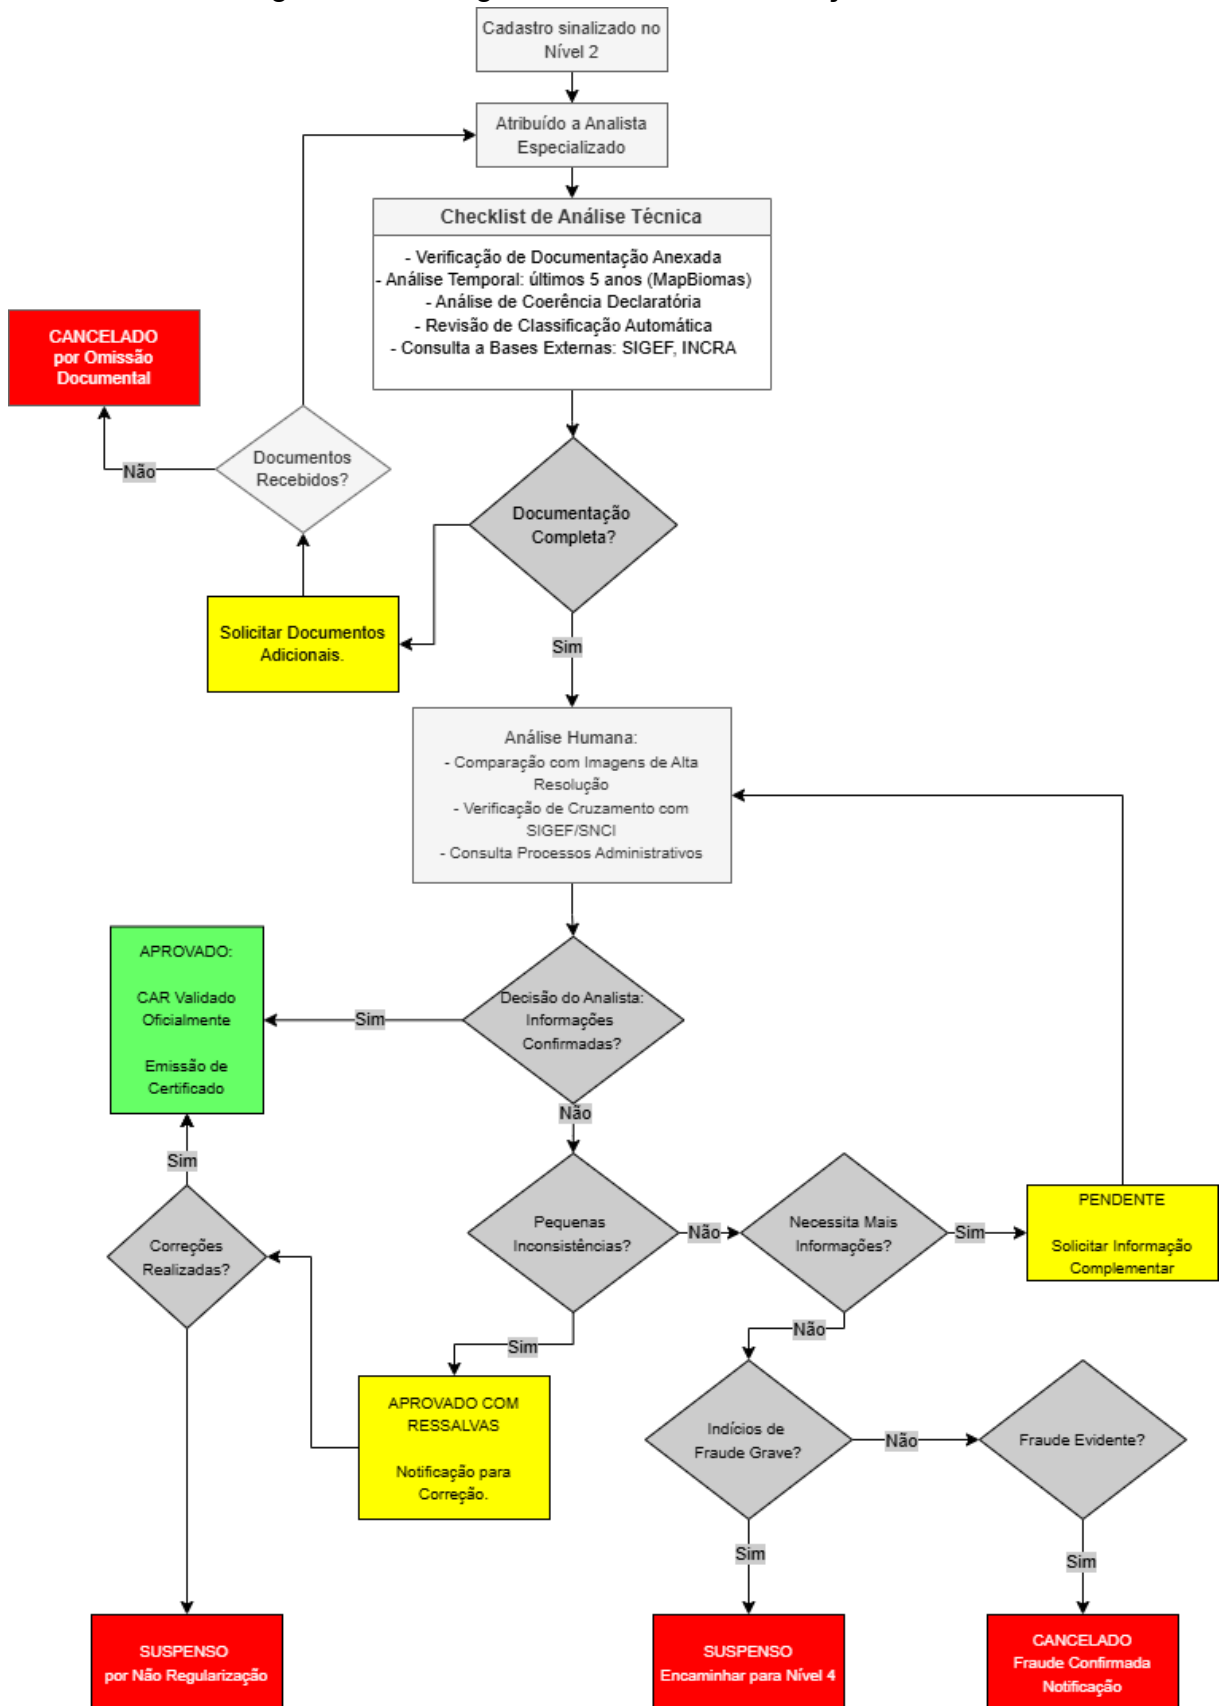 Cadastro sinalizado no
Nível 2
Atribuído a Analista
Especializado
Checklist de Análise Técnica
- Verificação de Documentação Anexada
- Análise Temporal: últimos 5 anos (MapBiomas)
- Análise de Coerência Declaratória
- Revisão de Classificação Automática
- Consulta a Bases Externas: SIGEF, INCRA
CANCELADO
por Omissão
Documental
Não
Documentos
Recebidos?
Documentação
Completa?
Solicitar Documentos
Adicionais.
Sim
Análise Humana:
- Comparação com Imagens de Alta
Resolução
- Verificação de Cruzamento com
SIGEF/SNCI
- Consulta Processos Administrativos
APROVADO:
CAR Validado
Oficialmente
Emissão de
Certificado
Sim
Decisão do Analista:
Informações
Confirmadas?
Não
Sim
Correções
Realizadas?
Pequenas
Inconsistências?
Não
Necessita Mais
Informações?
Sim
PENDENTE
Solicitar Informação
Complementar
Sim
Não
APROVADO COM
RESSALVAS
Notificação para
Correção.
Indícios de
Fraude Grave?
Não
Fraude Evidente?
Sim
Sim
SUSPENSO
por Não Regularização
SUSPENSO
Encaminhar para Nível 4
CANCELADO
Fraude Confirmada
Notificação